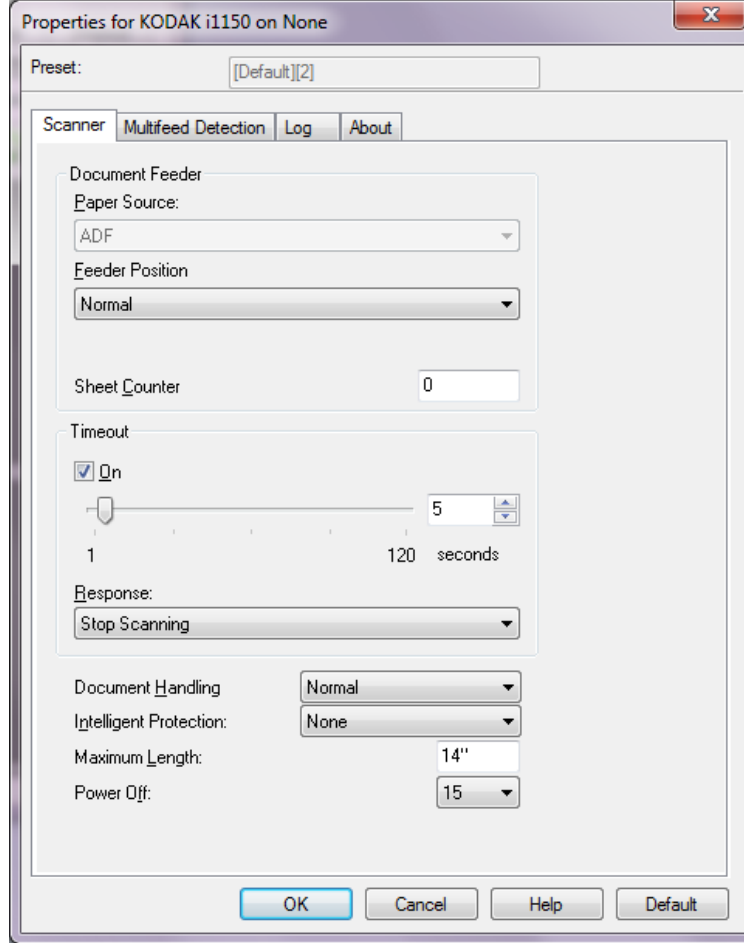 Properties for KODAK i1150 on None
Preset: [Default][2]
Scanner Multifeed Detection Log About
Document Feeder
Paper Source:
ADF
Feeder Position
Normal
Sheet Counter 0
Timeout
On
5
1 120 seconds
Response:
Stop Scanning
Document Handling Normal
Intelligent Protection: None
Maximum Length: 14"
Power Off: 15
OK Cancel Help Default